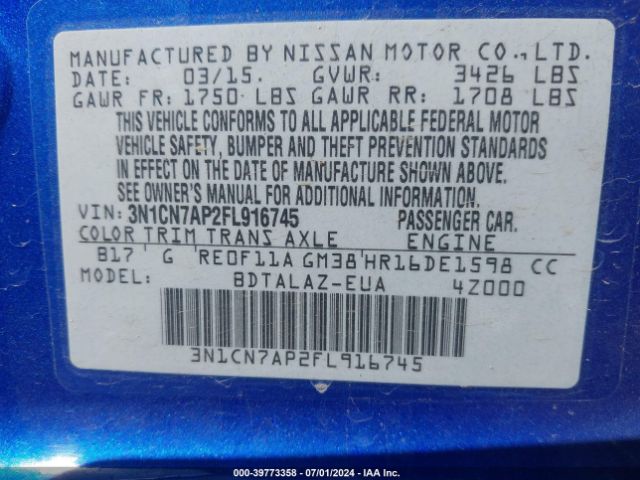 MANUFACTURED BY NISSAN MOTOR CO., LTD.
DATE: 03/15. GVWR: 3426 LBS
GAWR FR: 1750 LBS GAWR RR: 1708 LBS
THIS VEHICLE CONFORMS TO ALL APPLICABLE FEDERAL MOTOR
VEHICLE SAFETY, BUMPER AND THEFT PREVENTION STANDARDS
IN EFFECT ON THE DATE OF MANUFACTURE SHOWN ABOVE.
SEE OWNER'S MANUAL FOR ADDITIONAL INFORMATION.
VIN: 3N1CN7AP2FL916745 PASSENGER CAR.
COLOR TRIM TRANS AXLE ENGINE
B17 G RE0F11A GM38 HR16DE1598 CC
MODEL: BDTALAZ-EUA 4Z000
3N1CN7AP2FL916745
000-39773358 - 07/01/2024 - IAA Inc.